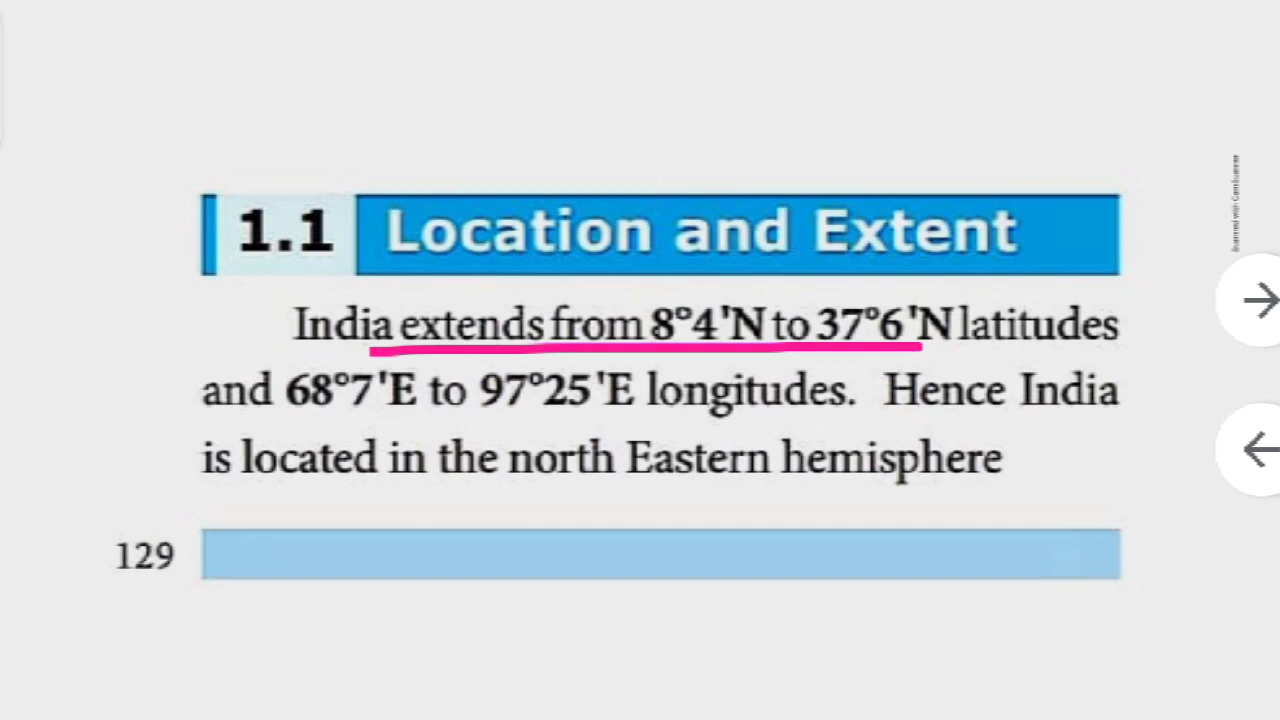 1.1 Location and Extent
India extends from 8°4'N to 37°6'N latitudes
and 68°7'E to 97°25'E longitudes. Hence India
is located in the north Eastern hemisphere
129